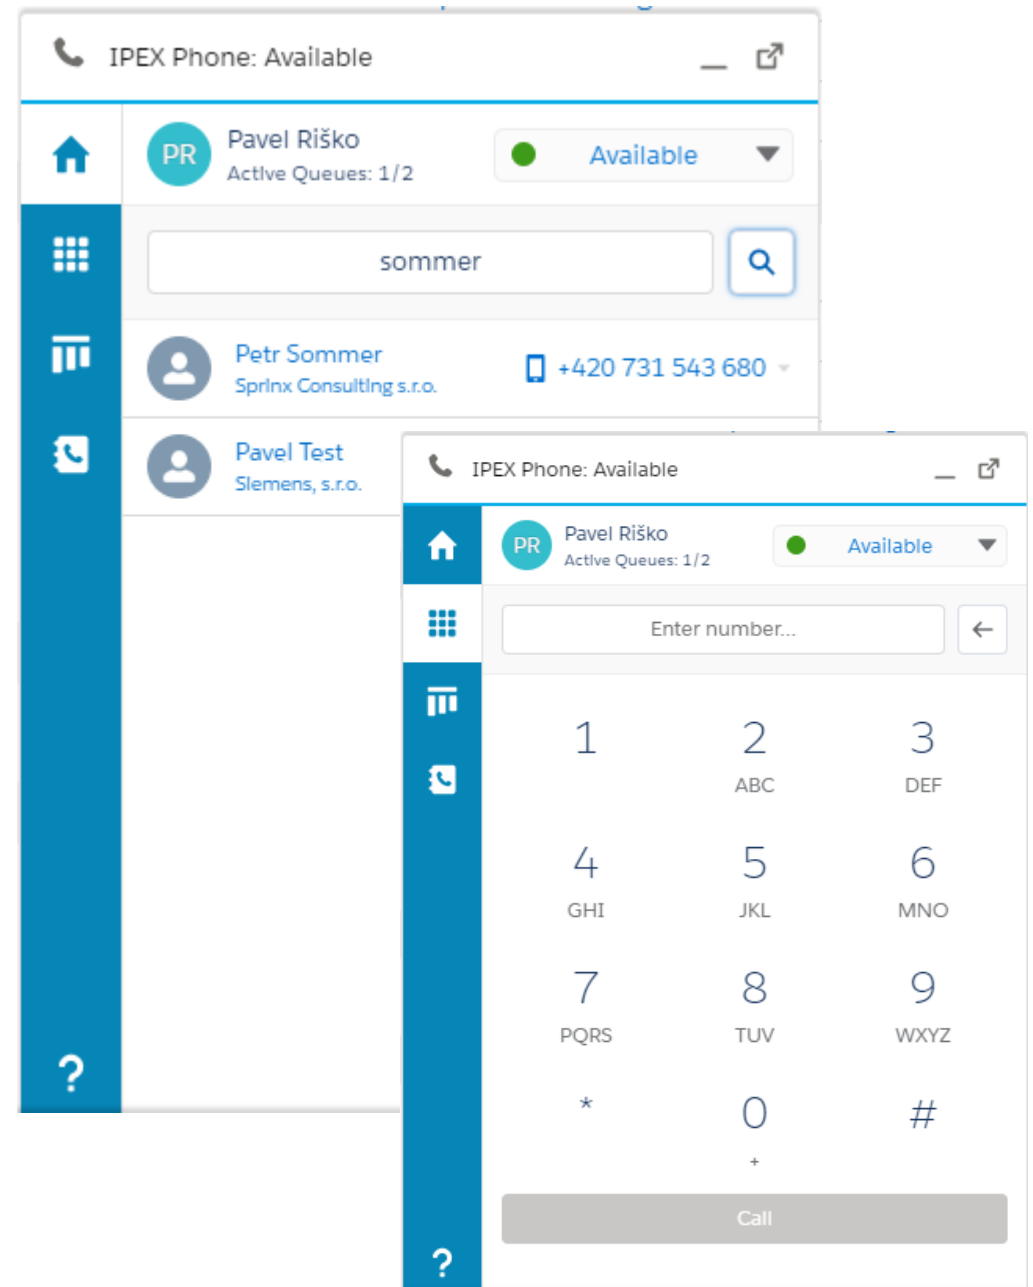 IPEX Phone: Available
PR
Pavel Riško
Active Queues: 1/2
Available
sommer
Petr Sommer
Sprinx Consulting s.r.o.
+420 731 543 680
Pavel Test
Siemens, s.r.o.
?
IPEX Phone: Available
PR
Pavel Riško
Active Queues: 1/2
Available
Enter number...
1 2 3
ABC DEF
4 5 6
GHI JKL MNO
7 8 9
PQRS TUV WXYZ
* 0 #
+
Call
?